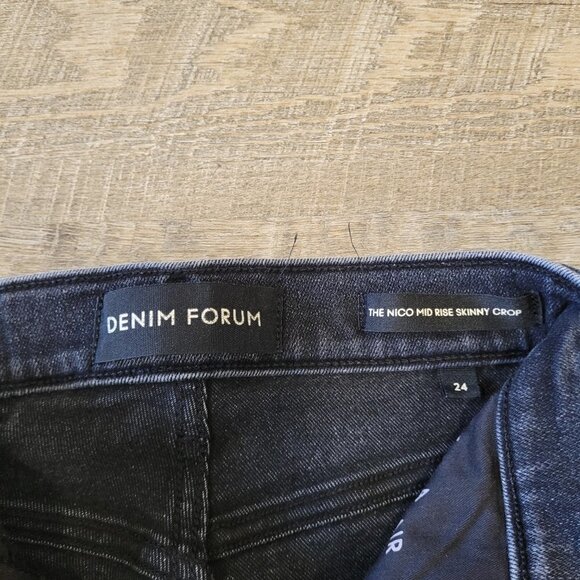 DENIM FORUM
THE NICO MID RISE SKINNY CROP
24